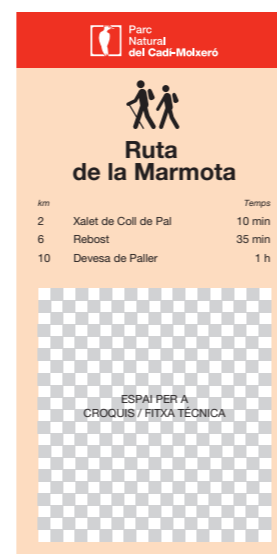 Parc
Natural
del Cadí-Moixeró
Ruta
de la Marmota
km Temps
2 Xalet de Coll de Pal 10 min
6 Rebost 35 min
10 Devesa de Paller 1 h
ESPAI PER A
CROQUIS / FITXA TÉCNICA